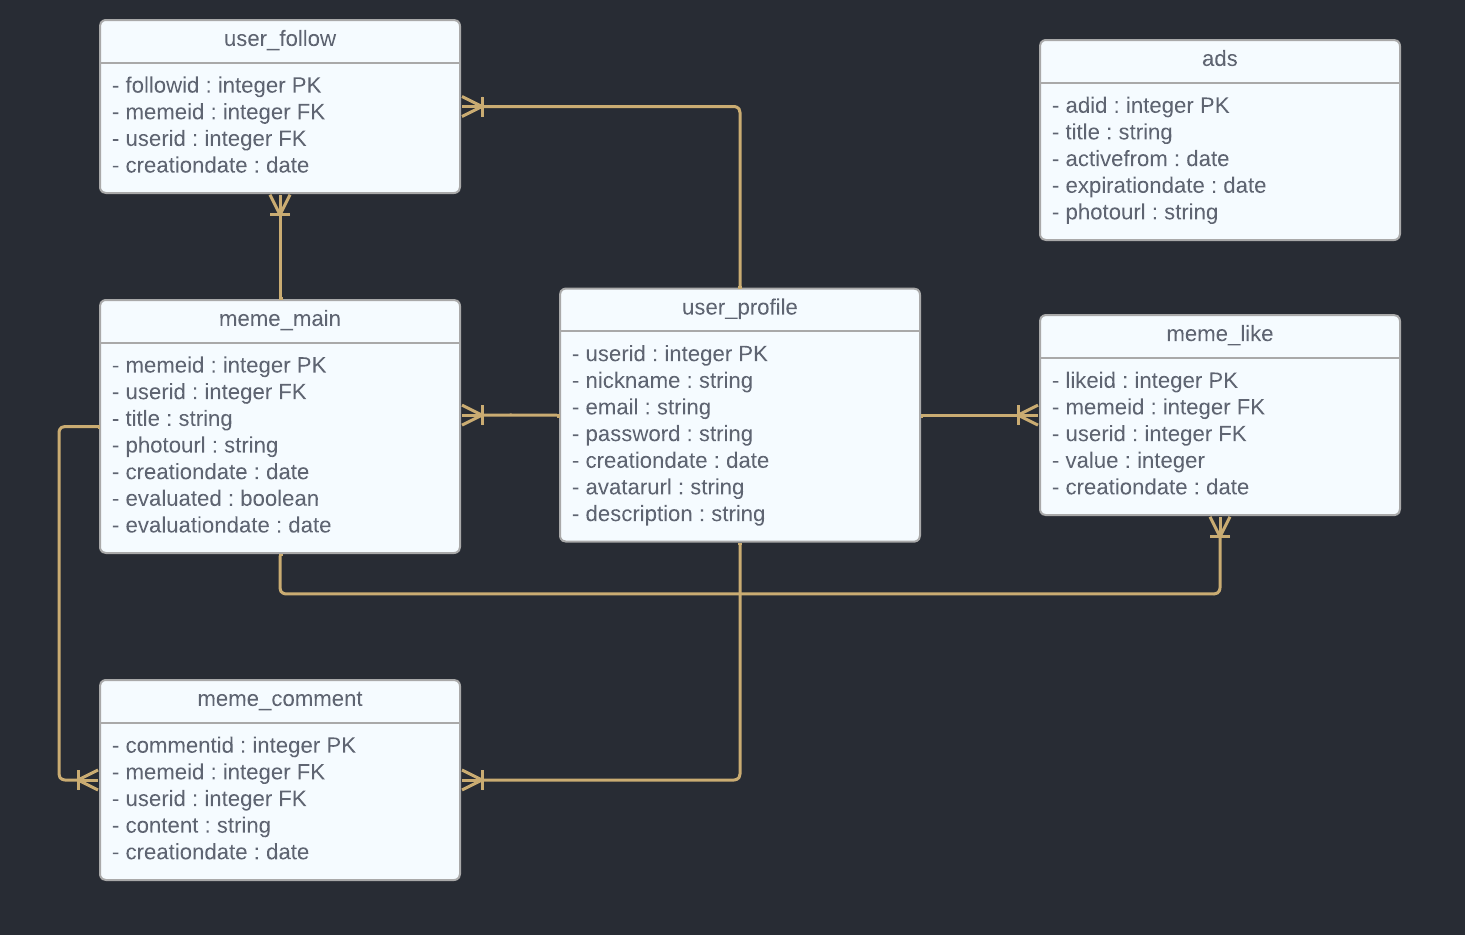 user_follow
- followid : integer PK
- memeid : integer FK
- userid : integer FK
- creationdate : date
ads
- adid : integer PK
- title : string
- activefrom : date
- expirationdate : date
- photourl : string
meme_main
- memeid : integer PK
- userid : integer FK
- title : string
- photourl : string
- creationdate : date
- evaluated : boolean
- evaluationdate : date
user_profile
- userid : integer PK
- nickname : string
- email : string
- password : string
- creationdate : date
- avatarurl : string
- description : string
meme_like
- likeid : integer PK
- memeid : integer FK
- userid : integer FK
- value : integer
- creationdate : date
meme_comment
- commentid : integer PK
- memeid : integer FK
- userid : integer FK
- content : string
- creationdate : date